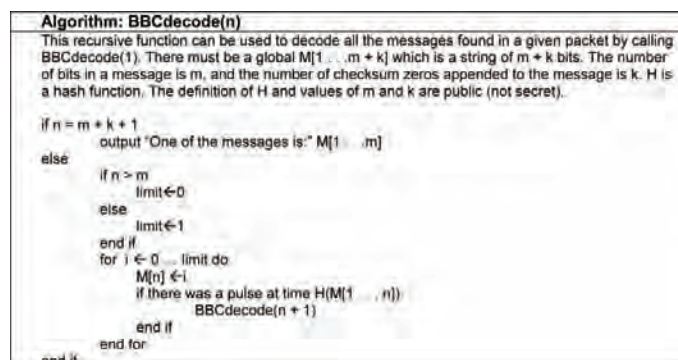 Algorithm: BBCdecode(n)
This recursive function can be used to decode all the messages found in a given packet by calling
BBCdecode(1). There must be a global M[1 . . .m + k] which is a string of m + k bits. The number
of bits in a message is m, and the number of checksum zeros appended to the message is k. H is
a hash function. The definition of H and values of m and k are public (not secret).
if n = m + k + 1
output "One of the messages is:" M[1 . . .m]
else
if n > m
limit←0
else
limit←1
end if
for i ← 0 ... limit do
M[n] ←i
if there was a pulse at time H(M[1 . . . n])
BBCdecode(n + 1)
end if
end for
end if